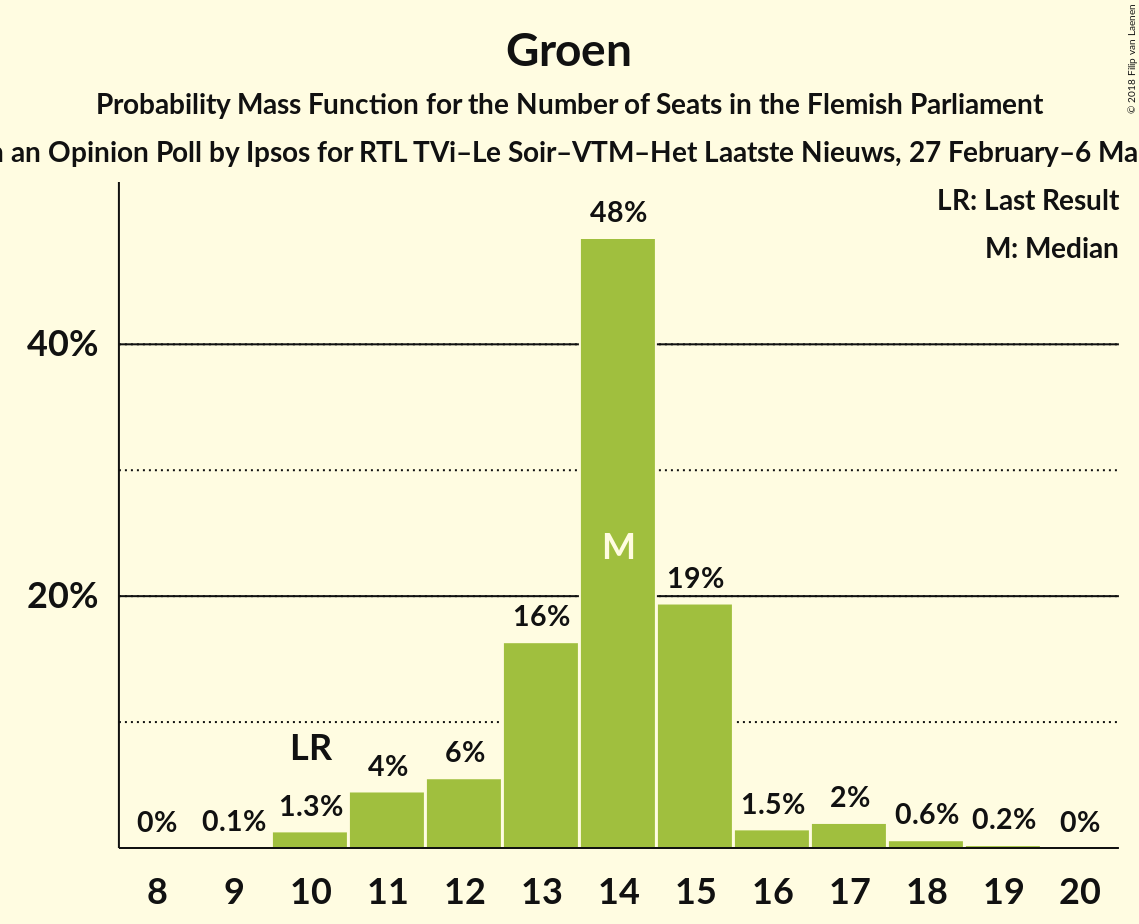 Groen
Probability Mass Function for the Number of Seats in the Flemish Parliament
an Opinion Poll by Ipsos for RTL TVi–Le Soir–VTM–Het Laatste Nieuws, 27 February–6 Ma
© 2018 Filip van Laenen
LR: Last Result
M: Median
48%
40%
M
19%
20%
16%
LR
6%
4%
2%
1.3%
1.5%
0.6%
0.2%
0%
0.1%
0%
8 9 10 11 12 13 14 15 16 17 18 19 20